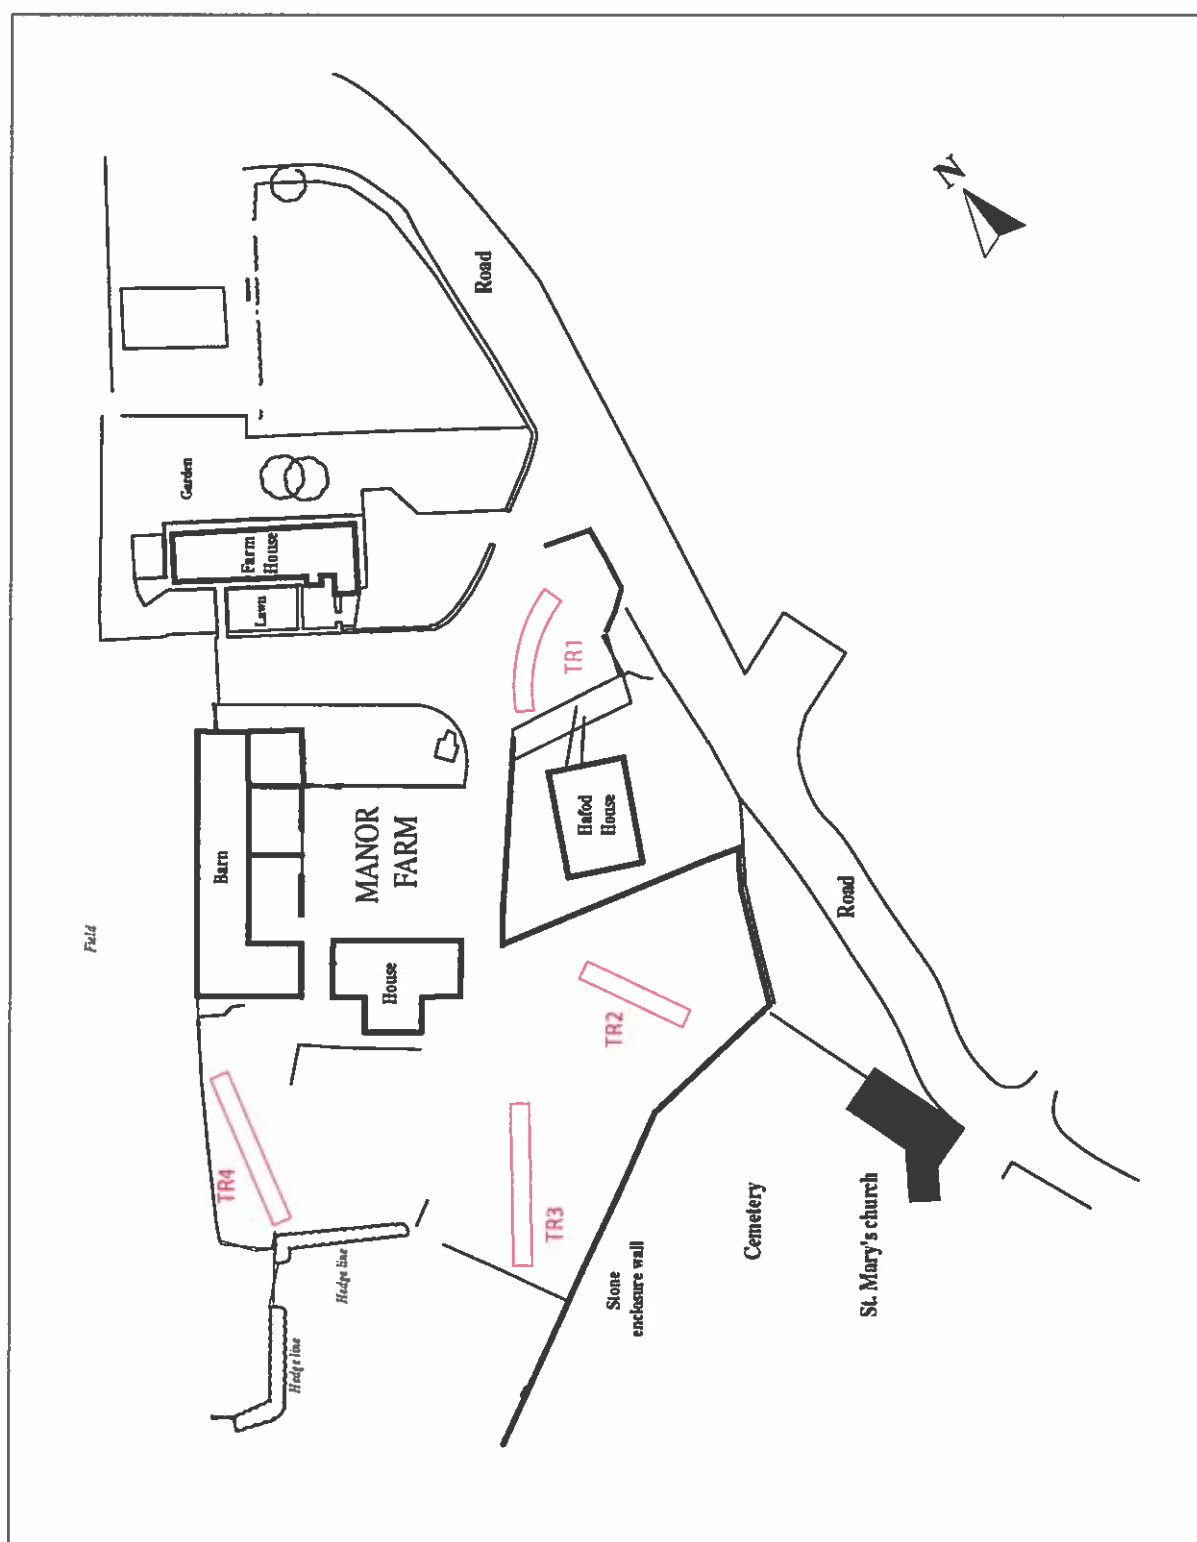 N
Road
Garden
Farm
House
Lawn
TR1
MANOR
FARM
Barn
Hafod
House
Field
House
Road
TR2
TR4
TR3
Hedge line
Hedge line
Stone
enclosure wall
Cemetery
St. Mary's church